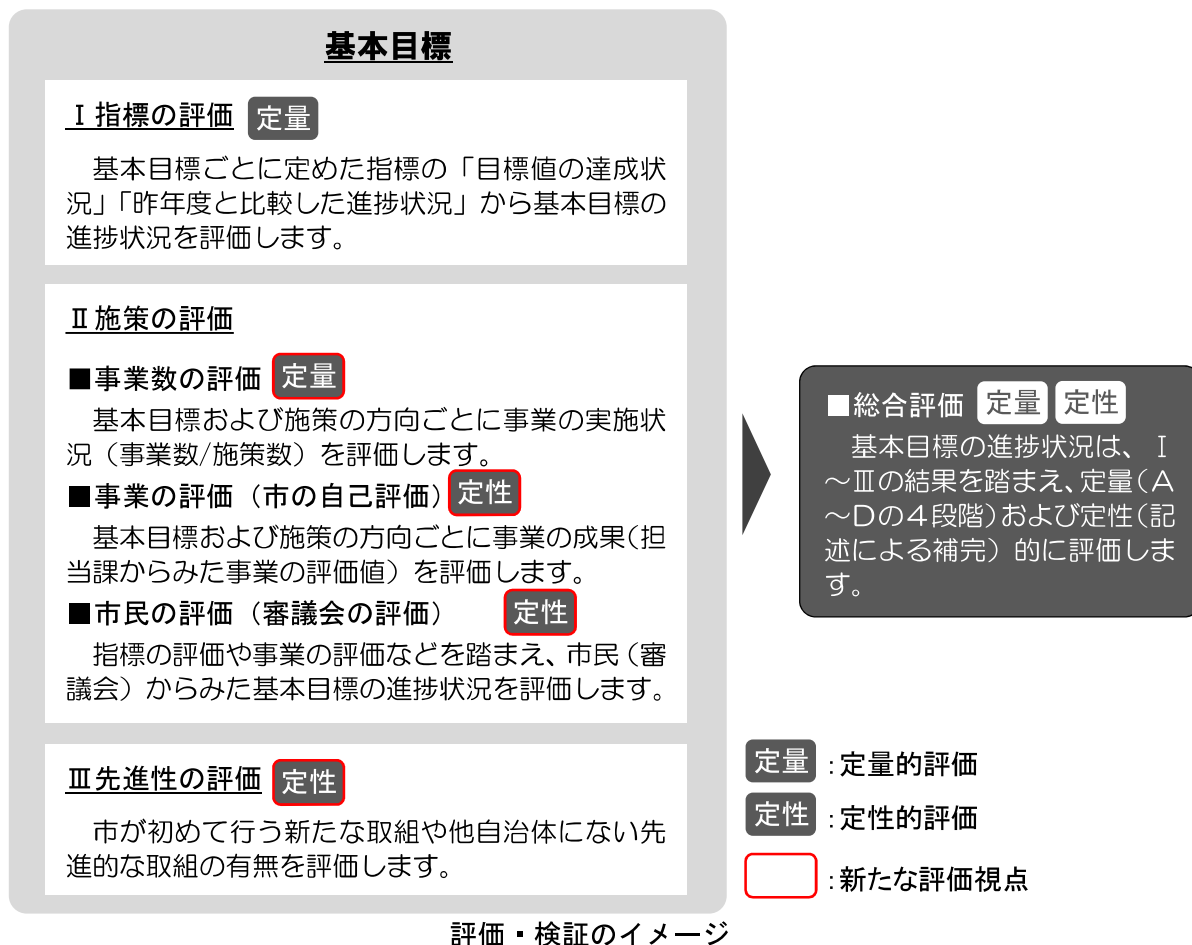 基本目標
Ⅰ指標の評価 定量
基本目標ごとに定めた指標の「目標値の達成状
況」「昨年度と比較した進捗状況」から基本目標の
進捗状況を評価します。
Ⅱ施策の評価
■事業数の評価 定量
基本目標および施策の方向ごとに事業の実施状
況（事業数/施策数）を評価します。
■事業の評価（市の自己評価）定性
基本目標および施策の方向ごとに事業の成果（担
当課からみた事業の評価値）を評価します。
■市民の評価（審議会の評価） 定性
指標の評価や事業の評価などを踏まえ、市民（審
議会）からみた基本目標の進捗状況を評価します。
Ⅲ先進性の評価 定性
市が初めて行う新たな取組や他自治体にない先
進的な取組の有無を評価します。
■総合評価 定量 定性
基本目標の進捗状況は、Ⅰ
～Ⅲの結果を踏まえ、定量（A
～Dの４段階）および定性（記
述による補完）的に評価しま
す。
定量：定量的評価
定性：定性的評価
：新たな評価視点
評価・検証のイメージ